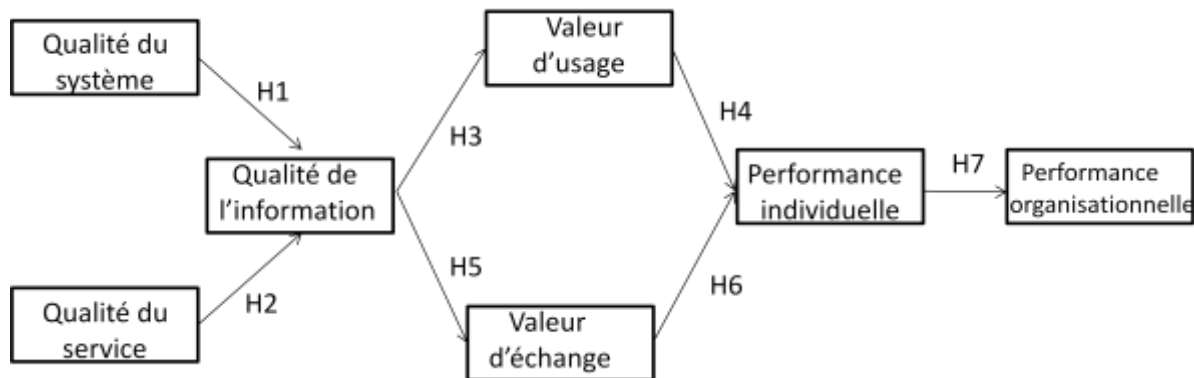 Qualité du
système
H1
Valeur
d'usage
H3
H4
Qualité de
l'information
Performance
individuelle
H7
Performance
organisationnelle
H5
H6
Qualité du
service
H2
Valeur
d'échange